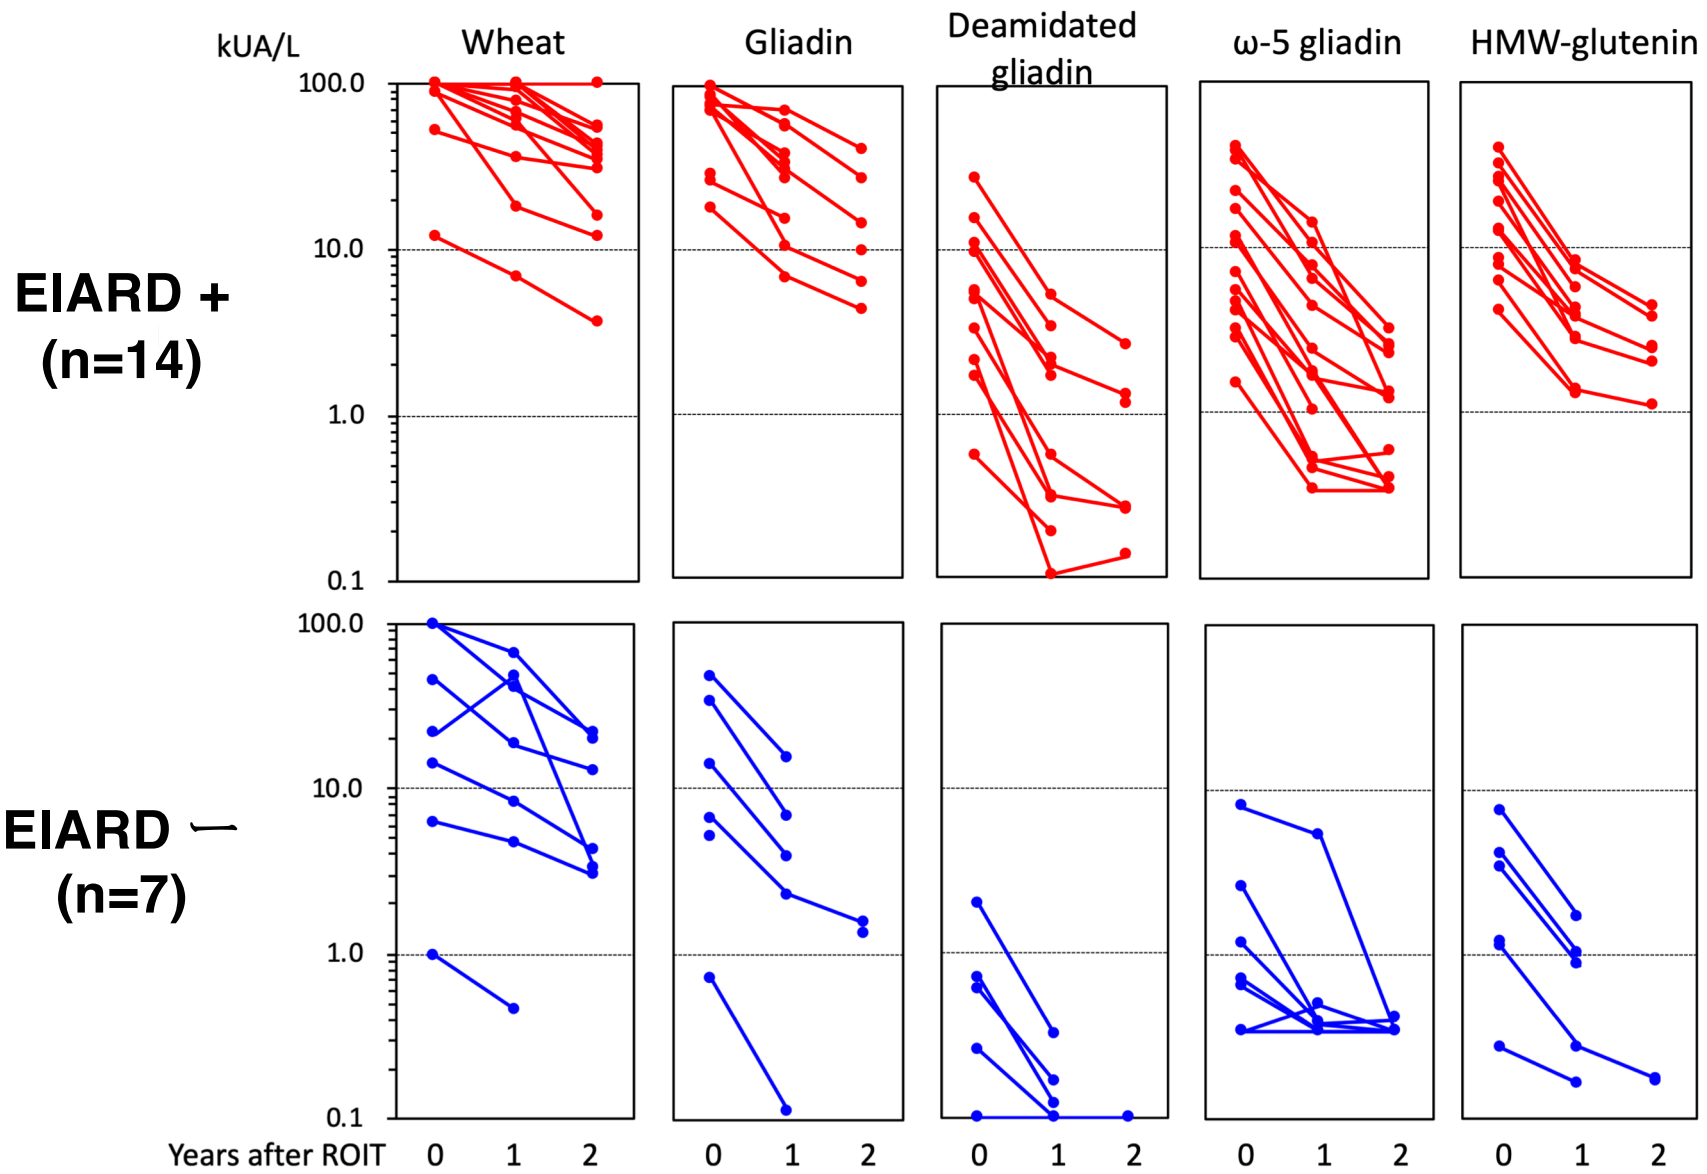 kUA/L Wheat Gliadin Deamidated gliadin ω-5 gliadin HMW-glutenin
100.0
10.0
1.0
0.1
EIARD +
(n=14)
100.0
10.0
1.0
0.1
EIARD —
(n=7)
Years after ROIT 0 1 2 0 1 2 0 1 2 0 1 2 0 1 2